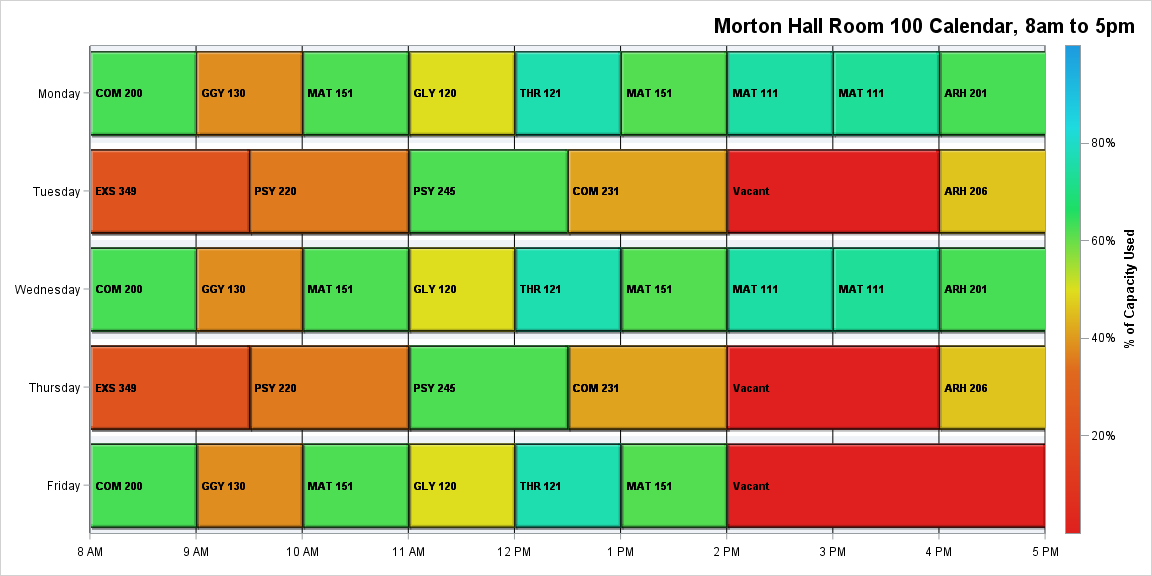 Morton Hall Room 100 Calendar, 8am to 5pm
Monday COM 200 GGY 130 MAT 151 GLY 120 THR 121 MAT 151 MAT 111 MAT 111 ARH 201
Tuesday EXS 349 PSY 220 PSY 245 COM 231 Vacant ARH 206
Wednesday COM 200 GGY 130 MAT 151 GLY 120 THR 121 MAT 151 MAT 111 MAT 111 ARH 201
Thursday EXS 349 PSY 220 PSY 245 COM 231 Vacant ARH 206
Friday COM 200 GGY 130 MAT 151 GLY 120 THR 121 MAT 151 Vacant
8 AM 9 AM 10 AM 11 AM 12 PM 1 PM 2 PM 3 PM 4 PM 5 PM
80%
60%
40%
20%
% of Capacity Used